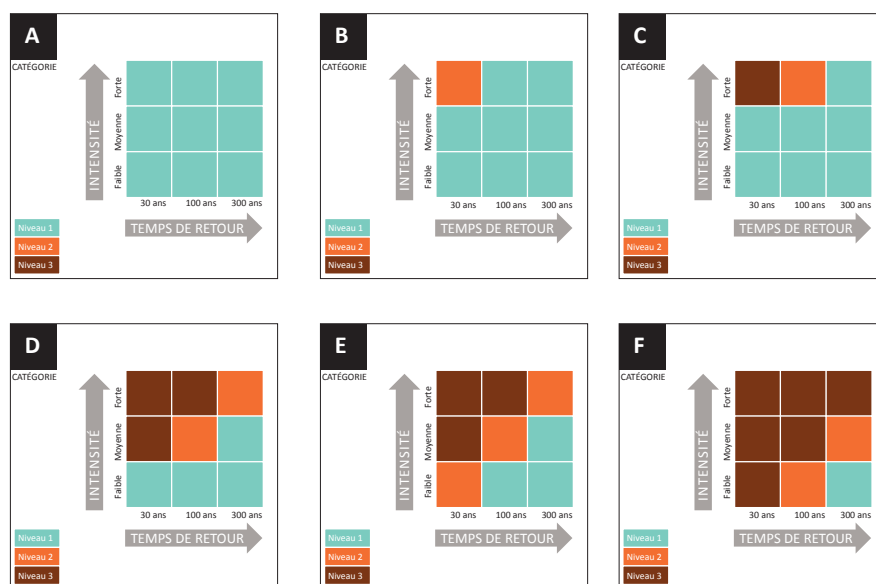 A
CATÉGORIE
INTENSITÉ
Forte
Moyenne
Faible
30 ans 100 ans 300 ans
TEMPS DE RETOUR
Niveau 1
Niveau 2
Niveau 3
B
CATÉGORIE
INTENSITÉ
Forte
Moyenne
Faible
30 ans 100 ans 300 ans
TEMPS DE RETOUR
Niveau 1
Niveau 2
Niveau 3
C
CATÉGORIE
INTENSITÉ
Forte
Moyenne
Faible
30 ans 100 ans 300 ans
TEMPS DE RETOUR
Niveau 1
Niveau 2
Niveau 3
D
CATÉGORIE
INTENSITÉ
Forte
Moyenne
Faible
30 ans 100 ans 300 ans
TEMPS DE RETOUR
Niveau 1
Niveau 2
Niveau 3
E
CATÉGORIE
INTENSITÉ
Forte
Moyenne
Faible
30 ans 100 ans 300 ans
TEMPS DE RETOUR
Niveau 1
Niveau 2
Niveau 3
F
CATÉGORIE
INTENSITÉ
Forte
Moyenne
Faible
30 ans 100 ans 300 ans
TEMPS DE RETOUR
Niveau 1
Niveau 2
Niveau 3